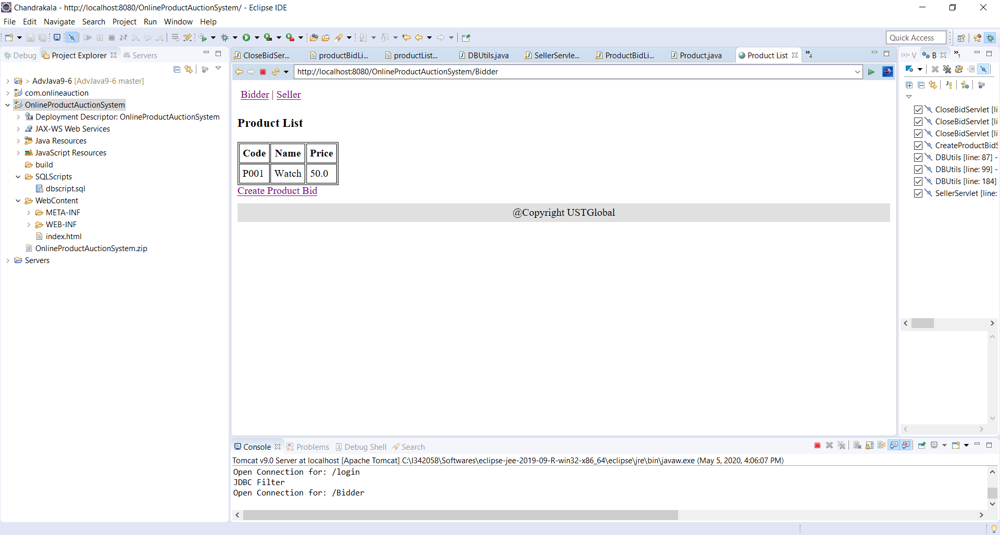 Chandrakala - http://localhost:8080/OnlineProductAuctionSystem/ - Eclipse IDE
File Edit Navigate Search Project Run Window Help
Quick Access
Debug Project Explorer Servers
CloseBidSer... productBidLi... productList... DBUtils.java SellerServle... ProductBidLi... Product.java Product List »4
(x)= V B »1
http://localhost:8080/OnlineProductAuctionSystem/Bidder
> AdvJava9-6 [AdvJava9-6 master]
com.onlineauction
OnlineProductAuctionSystem
Deployment Descriptor: OnlineProductAuctionSystem
JAX-WS Web Services
Java Resources
JavaScript Resources
build
SQLScripts
dbscript.sql
WebContent
META-INF
WEB-INF
index.html
OnlineProductAuctionSystem.zip
Servers
Bidder | Seller
Product List
Code Name Price
P001 Watch 50.0
Create Product Bid
@Copyright USTGlobal
CloseBidServlet [li
CloseBidServlet [li
CloseBidServlet [li
CreateProductBidS
DBUtils [line: 87] -
DBUtils [line: 99] -
DBUtils [line: 184]
SellerServlet [line:
Console Problems Debug Shell Search
Tomcat v9.0 Server at localhost [Apache Tomcat] C:\I342058\Softwares\eclipse-jee-2019-09-R-win32-x86_64\eclipse\jre\bin\javaw.exe (May 5, 2020, 4:06:07 PM)
Open Connection for: /login
JDBC Filter
Open Connection for: /Bidder